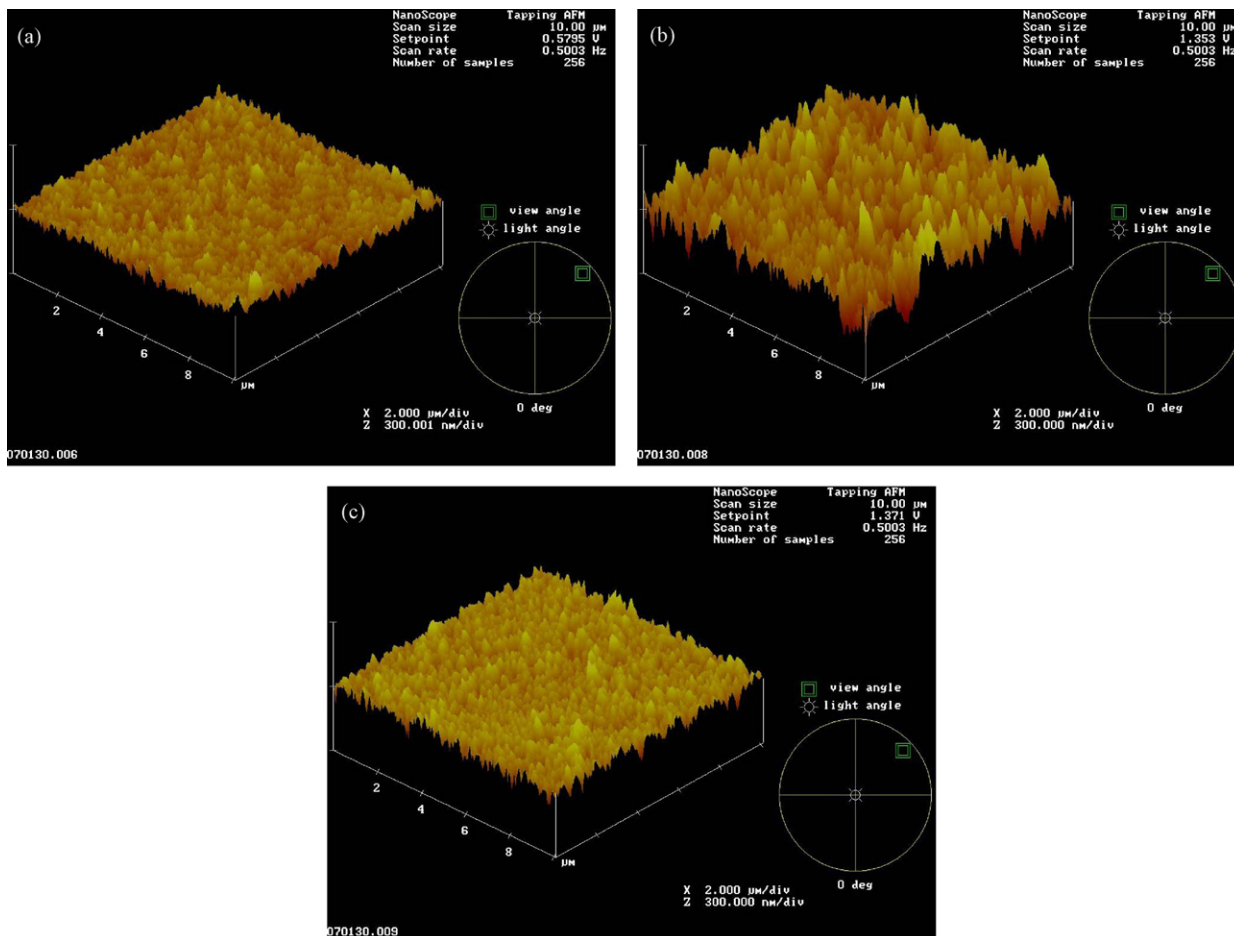 (a)
NanoScope Tapping AFM
Scan size 10.00 µm
Setpoint 0.5795 V
Scan rate 0.5003 Hz
Number of samples 256
view angle
light angle
2
4
6
8
µm
0 deg
X 2.000 µm/div
Z 300.001 nm/div
070130.006
(b)
NanoScope Tapping AFM
Scan size 10.00 µm
Setpoint 1.353 V
Scan rate 0.5003 Hz
Number of samples 256
view angle
light angle
2
4
6
8
µm
0 deg
X 2.000 µm/div
Z 300.000 nm/div
070130.008
(c)
NanoScope Tapping AFM
Scan size 10.00 µm
Setpoint 1.371 V
Scan rate 0.5003 Hz
Number of samples 256
view angle
light angle
2
4
6
8
µm
0 deg
X 2.000 µm/div
Z 300.000 nm/div
070130.009